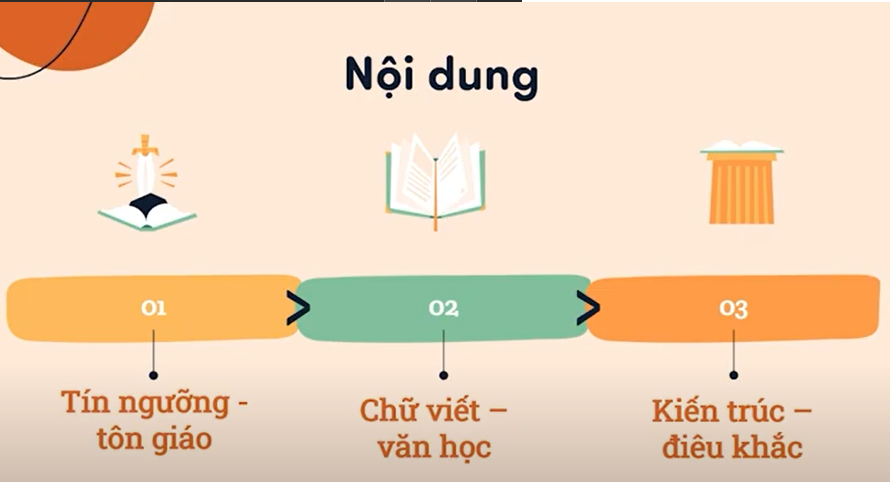 Nội dung
01
>
02
>
03
Tín ngưỡng -
tôn giáo
Chữ viết –
văn học
Kiến trúc –
điêu khắc